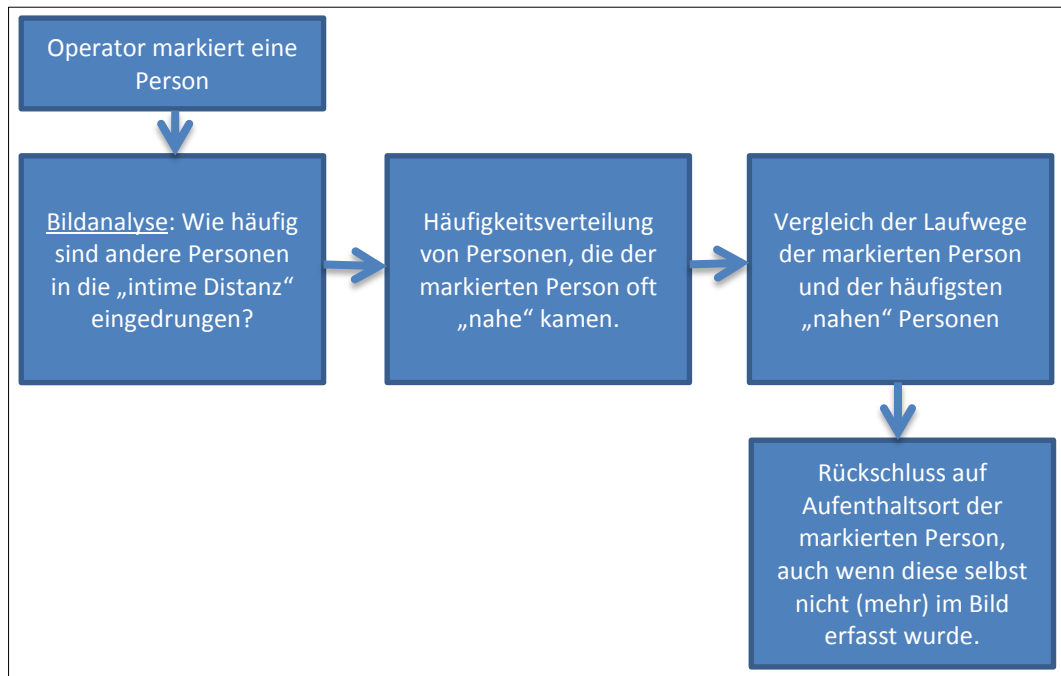 Operator markiert eine
Person
Bildanalyse: Wie häufig
sind andere Personen
in die „intime Distanz“
eingedrungen?
Häufigkeitsverteilung
von Personen, die der
markierten Person oft
„nahe“ kamen.
Vergleich der Laufwege
der markierten Person
und der häufigsten
„nahen“ Personen
Rückschluss auf
Aufenthaltsort der
markierten Person,
auch wenn diese selbst
nicht (mehr) im Bild
erfasst wurde.